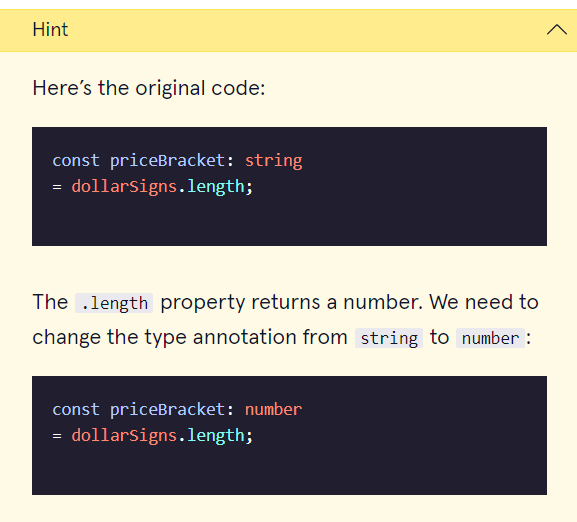 Hint
Here’s the original code:
const priceBracket: string
= dollarSigns.length;
The .length property returns a number. We need to
change the type annotation from string to number:
const priceBracket: number
= dollarSigns.length;